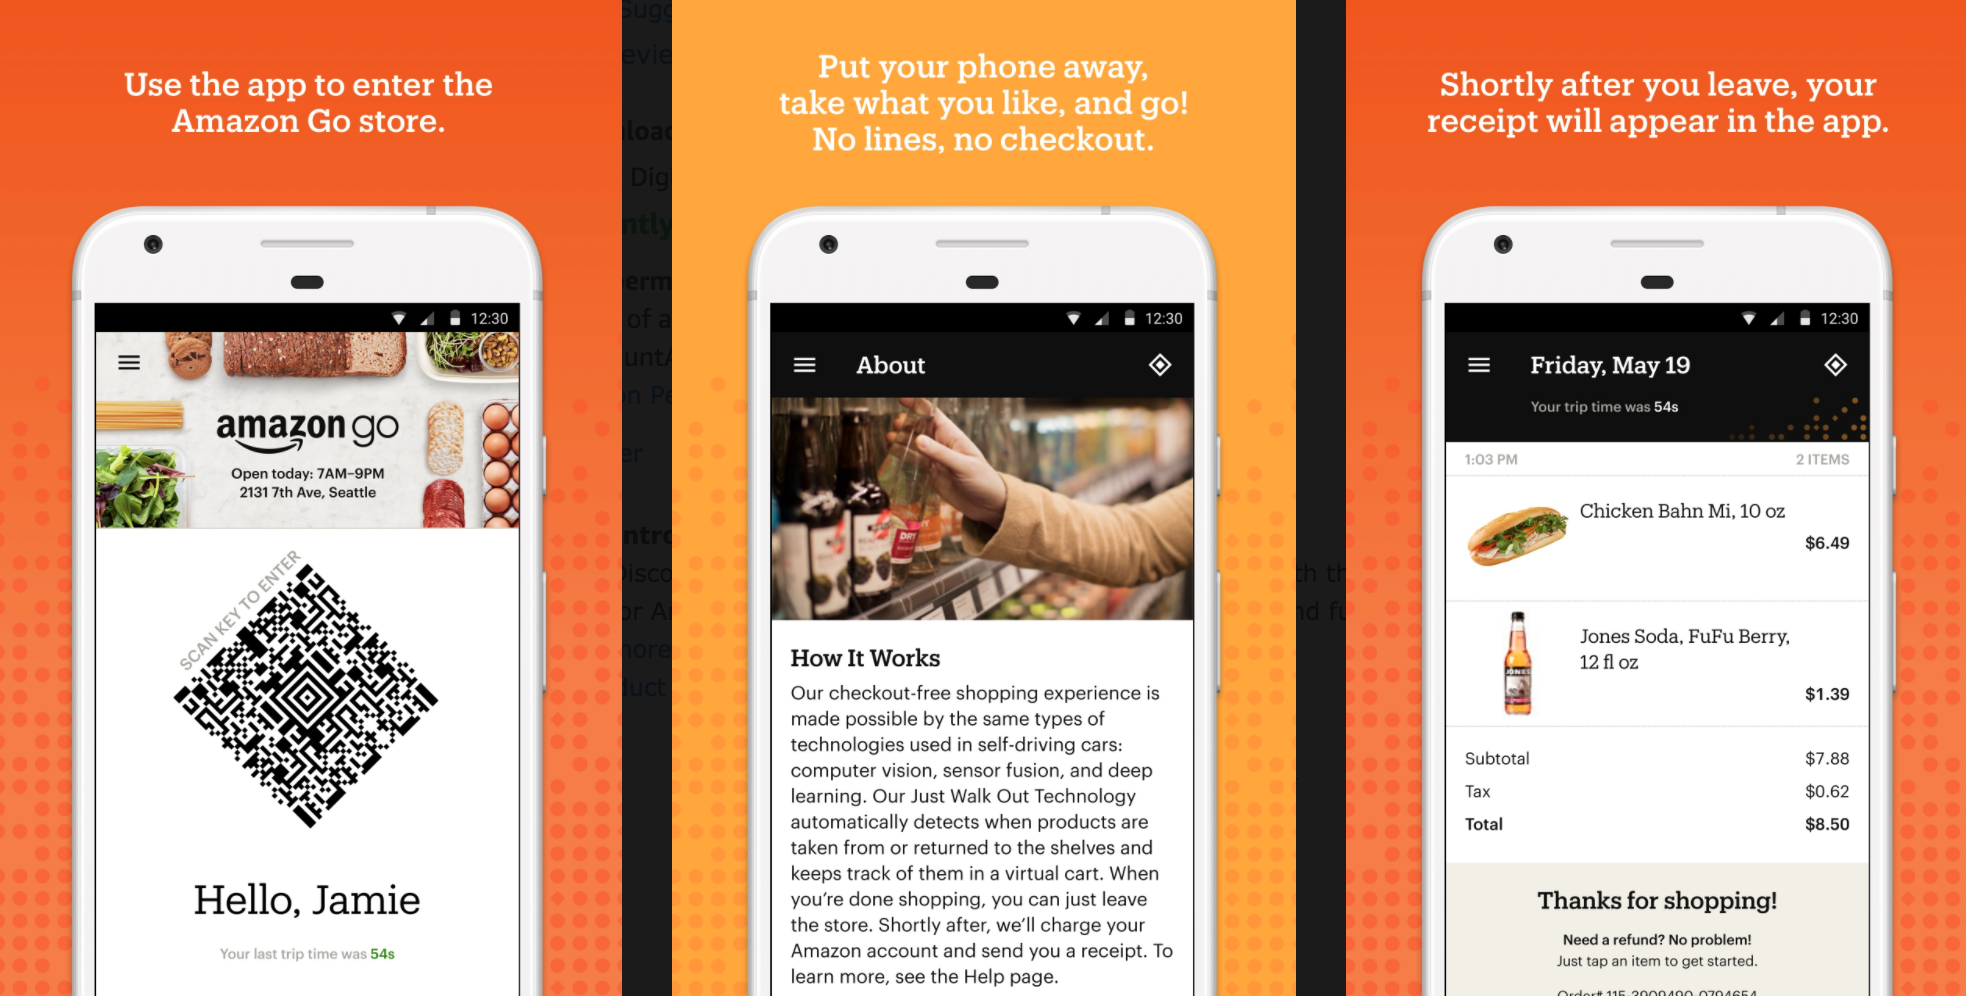 Use the app to enter the
Amazon Go store.
12:30
amazon go
Open today: 7AM–9PM
2131 7th Ave, Seattle
SCAN KEY TO ENTER
Hello, Jamie
Your last trip time was 54s
Put your phone away,
take what you like, and go!
No lines, no checkout.
12:30
About
DRY
How It Works
Our checkout-free shopping experience is
made possible by the same types of
technologies used in self-driving cars:
computer vision, sensor fusion, and deep
learning. Our Just Walk Out Technology
automatically detects when products are
taken from or returned to the shelves and
keeps track of them in a virtual cart. When
you’re done shopping, you can just leave
the store. Shortly after, we’ll charge your
Amazon account and send you a receipt. To
learn more, see the Help page.
Shortly after you leave, your
receipt will appear in the app.
12:30
Friday, May 19
Your trip time was 54s
1:03 PM 2 ITEMS
Chicken Bahn Mi, 10 oz
$6.49
Jones Soda, FuFu Berry,
12 fl oz
JONES
$1.39
Subtotal $7.88
Tax $0.62
Total $8.50
Thanks for shopping!
Need a refund? No problem!
Just tap an item to get started.
Order# 115-3909490-0794654